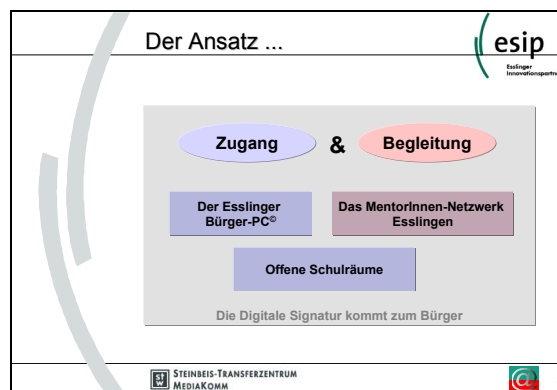 Der Ansatz ...
esip
Esslinger
Innovationspartne
Zugang & Begleitung
Der Esslinger
Bürger-PC©
Das MentorInnen-Netzwerk
Esslingen
Offene Schulräume
Die Digitale Signatur kommt zum Bürger
STEINBEIS-TRANSFERZENTRUM
MEDIAKOMM